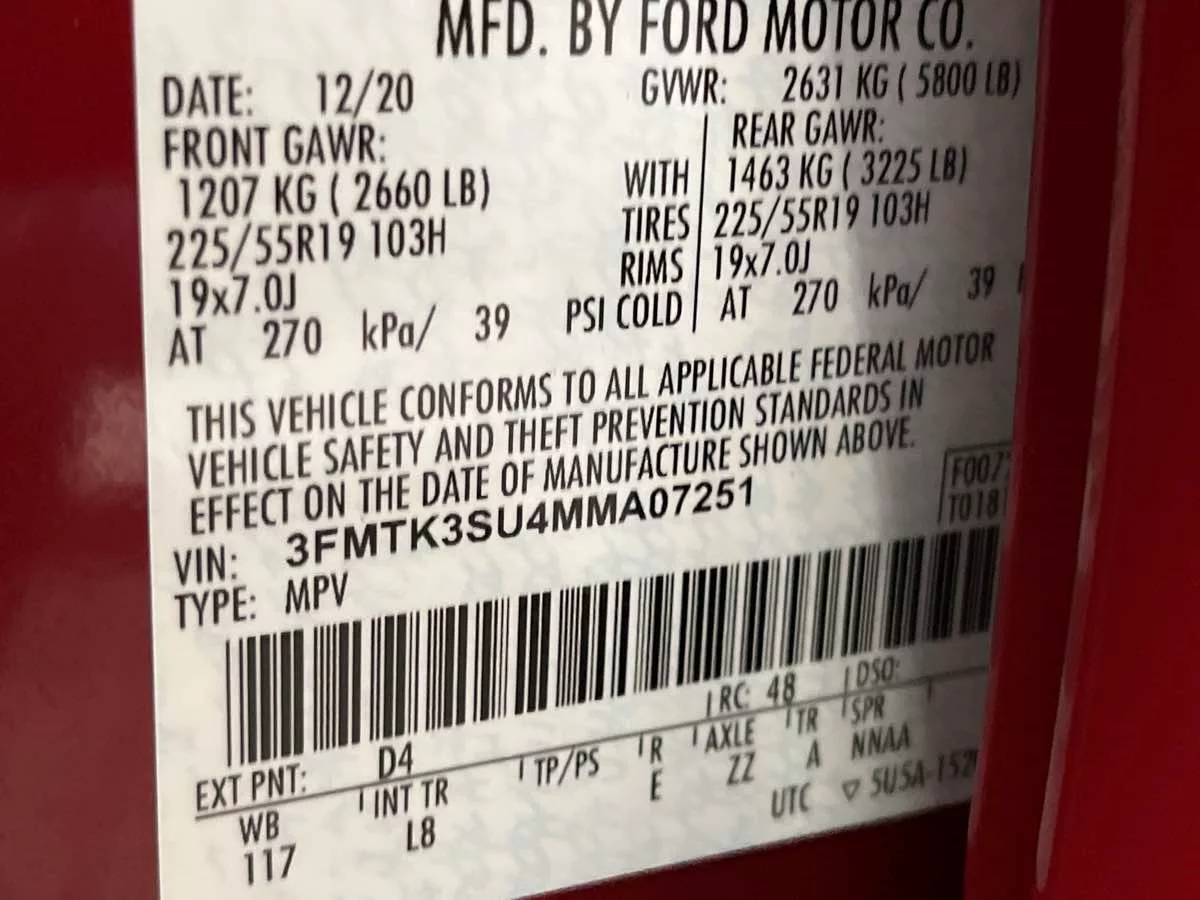 MFD. BY FORD MOTOR CO.
DATE: 12/20 GVWR: 2631 KG ( 5800 LB)
FRONT GAWR: REAR GAWR:
1207 KG ( 2660 LB) WITH 1463 KG ( 3225 LB)
225/55R19 103H TIRES 225/55R19 103H
19x7.0J RIMS 19x7.0J
AT 270 kPa/ 39 PSI COLD AT 270 kPa/ 39
THIS VEHICLE CONFORMS TO ALL APPLICABLE FEDERAL MOTOR
VEHICLE SAFETY AND THEFT PREVENTION STANDARDS IN
EFFECT ON THE DATE OF MANUFACTURE SHOWN ABOVE.
F007
T018
VIN: 3FMTK3SU4MMA07251
TYPE: MPV
RC: 48 DSO:
EXT PNT: D4
WB INT TR TP/PS R AXLE TR SPR
117 L8 E ZZ A NNAA
UTC ▽ SU5A-152